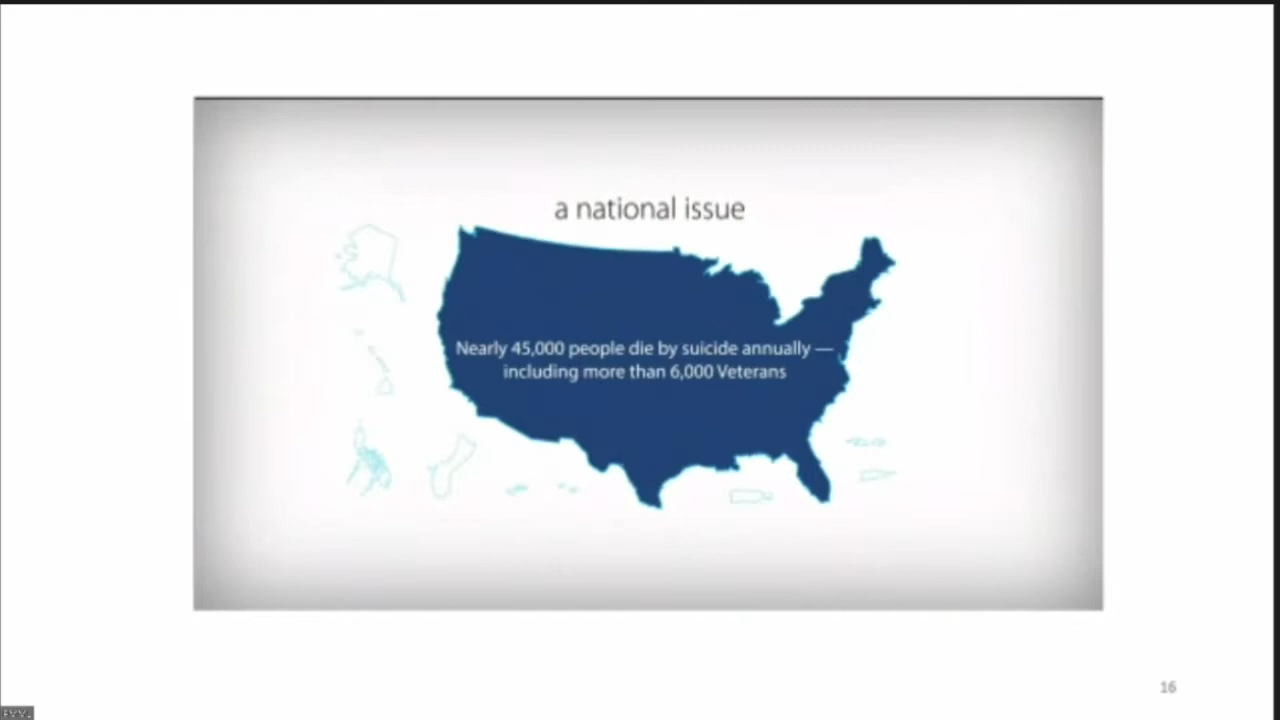 a national issue
Nearly 45,000 people die by suicide annually —
including more than 6,000 Veterans
16